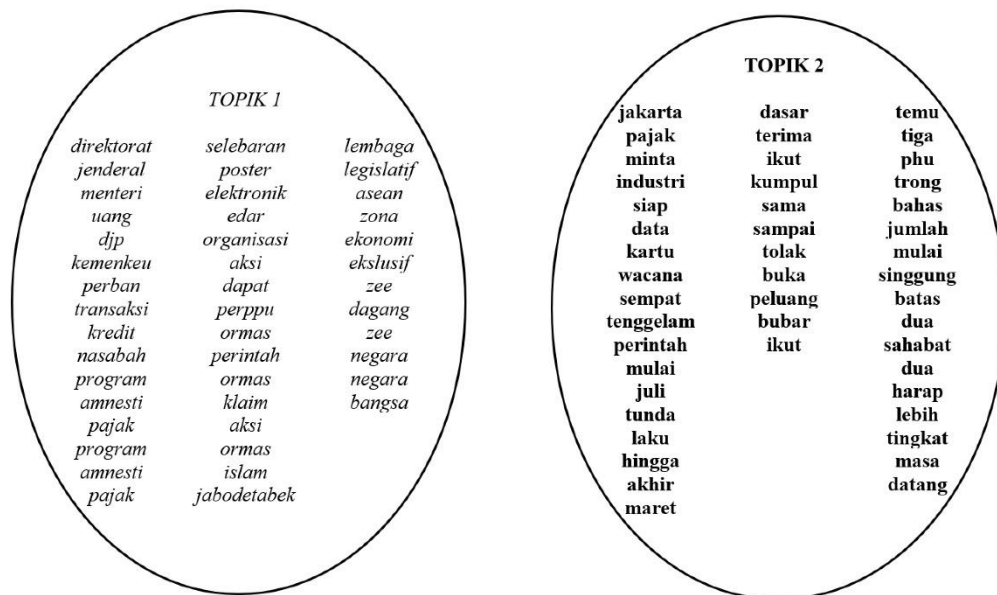 TOPIK 1
direktorat selebaran lembaga
jenderal poster legislatif
menteri elektronik asean
uang edar zona
djp organisasi ekonomi
kemenkeu aksi ekslusif
perban dapat zee
transaksi perppu dagang
kredit ormas zee
nasabah perintah negara
program ormas negara
amnesti klaim bangsa
pajak aksi
program ormas
amnesti islam
pajak jabodetabek
TOPIK 2
jakarta dasar temu
pajak terima tiga
minta ikut phu
industri kumpul trong
siap sama bahas
data sampai jumlah
kartu tolak mulai
wacana buka singgung
sempat peluang batas
tenggelam bubar dua
perintah ikut sahabat
mulai dua
juli harap
tunda lebih
laku tingkat
hingga masa
akhir datang
maret